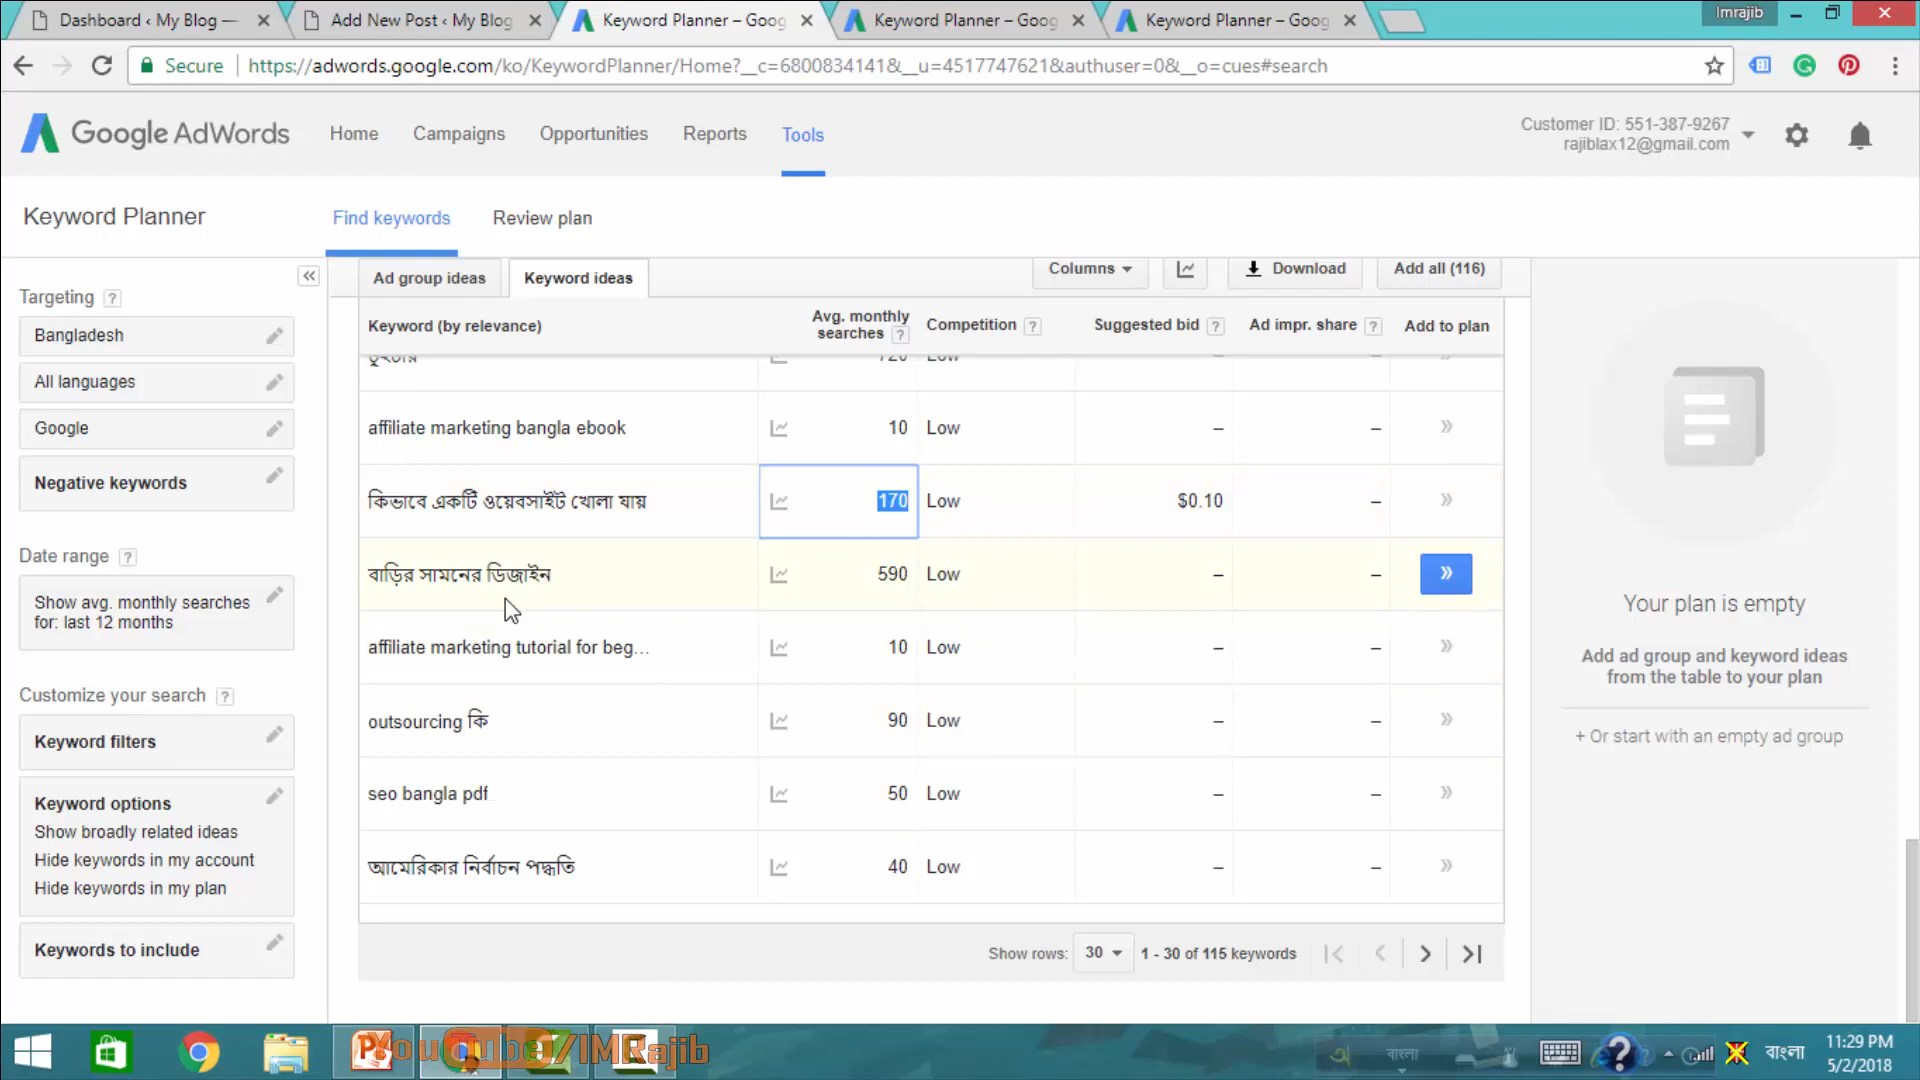 Dashboard ‹ My Blog —
Add New Post ‹ My Blog
Keyword Planner – Goog
Keyword Planner – Goog
Keyword Planner – Goog
Imrajib
Secure
https://adwords.google.com/ko/KeywordPlanner/Home?__c=6800834141&__u=4517747621&authuser=0&__o=cues#search
Google AdWords
Home
Campaigns
Opportunities
Reports
Tools
Customer ID: 551-387-9267
rajiblax12@gmail.com
Keyword Planner
Find keywords
Review plan
Targeting ?
Bangladesh
All languages
Google
Negative keywords
Date range ?
Show avg. monthly searches
for: last 12 months
Customize your search ?
Keyword filters
Keyword options
Show broadly related ideas
Hide keywords in my account
Hide keywords in my plan
Keywords to include
Ad group ideas
Keyword ideas
Columns
Download
Add all (116)
Keyword (by relevance)
Avg. monthly
searches ?
Competition ?
Suggested bid ?
Ad impr. share ?
Add to plan
720 Low
affiliate marketing bangla ebook 10 Low – – »
কিভাবে একটি ওয়েবসাইট খোলা যায় 170 Low $0.10 – »
বাড়ির সামনের ডিজাইন 590 Low – – »
affiliate marketing tutorial for beg... 10 Low – – »
outsourcing কি 90 Low – – »
seo bangla pdf 50 Low – – »
আমেরিকার নির্বাচন পদ্ধতি 40 Low – – »
Show rows: 30 1 - 30 of 115 keywords
Your plan is empty
Add ad group and keyword ideas
from the table to your plan
+ Or start with an empty ad group
YouTube/IMRajib
বাংলা
বাংলা
11:29 PM
5/2/2018